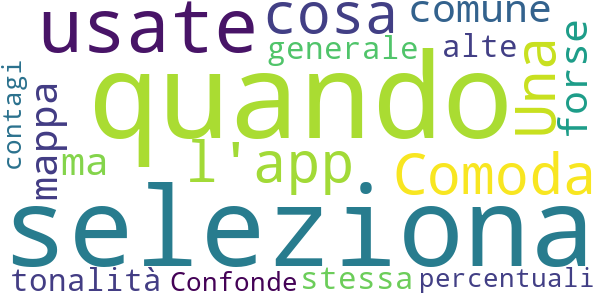 usate cosa comune
generale alte
quando Una forse
contagi mappa ma l'app Comoda
seleziona
tonalità Confonde stessa percentuali